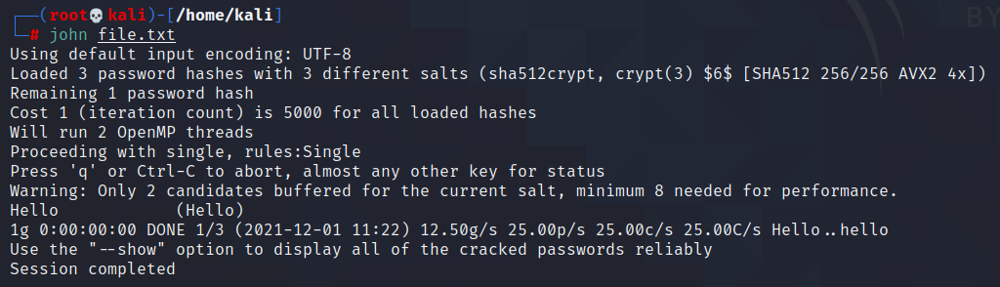 ┌──(root💀kali)-[/home/kali]
└─# john file.txt
Using default input encoding: UTF-8
Loaded 3 password hashes with 3 different salts (sha512crypt, crypt(3) $6$ [SHA512 256/256 AVX2 4x])
Remaining 1 password hash
Cost 1 (iteration count) is 5000 for all loaded hashes
Will run 2 OpenMP threads
Proceeding with single, rules:Single
Press 'q' or Ctrl-C to abort, almost any other key for status
Warning: Only 2 candidates buffered for the current salt, minimum 8 needed for performance.
Hello            (Hello)
1g 0:00:00:00 DONE 1/3 (2021-12-01 11:22) 12.50g/s 25.00p/s 25.00c/s 25.00C/s Hello..hello
Use the "--show" option to display all of the cracked passwords reliably
Session completed
BY